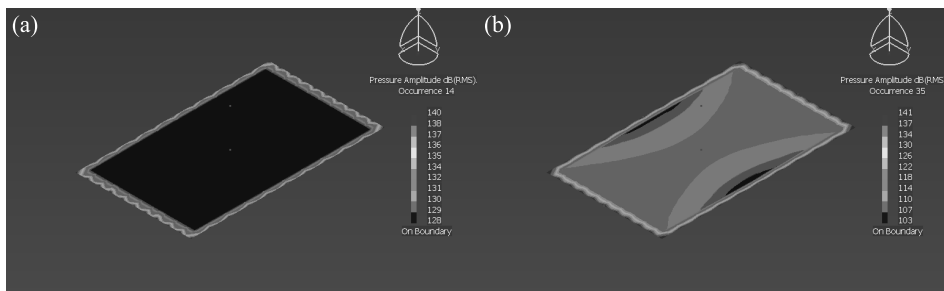 (a)
Pressure Amplitude dB(RMS).
Occurrence 14
140
138
137
136
135
134
132
131
130
129
128
On Boundary
(b)
Pressure Amplitude dB(RMS
Occurrence 35
141
137
134
130
126
122
118
114
110
107
103
On Boundary